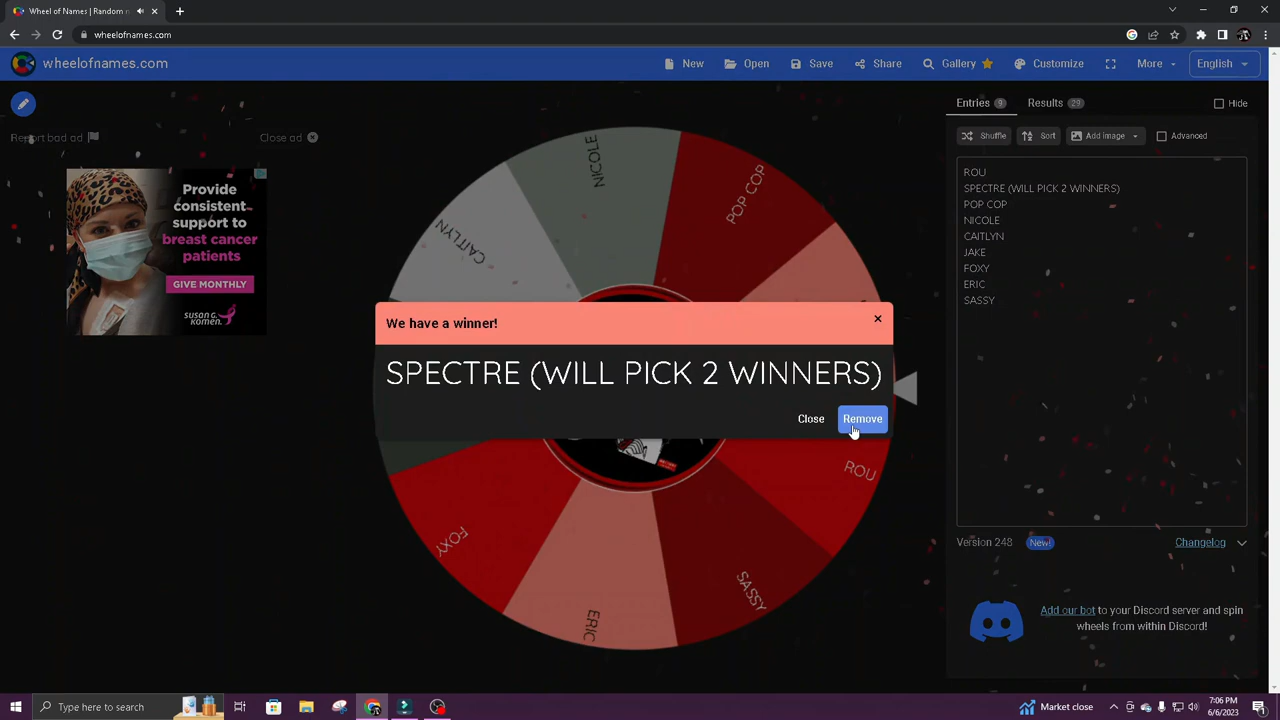 Wheel of Names | Random n
wheelofnames.com
wheelofnames.com
New
Open
Save
Share
Gallery
Customize
More
English
Report bad ad
Close ad
Provide
consistent
support to
breast cancer
patients
GIVE MONTHLY
susan g.
komen.
CAITLYN
NICOLE
POP COP
ROU
SASSY
ERIC
FOXY
We have a winner!
×
SPECTRE (WILL PICK 2 WINNERS)
Close
Remove
Entries 9
Results 29
Hide
Shuffle
Sort
Add image
Advanced
ROU
SPECTRE (WILL PICK 2 WINNERS)
POP COP
NICOLE
CAITLYN
JAKE
FOXY
ERIC
SASSY
Version 248
New!
Changelog
Add our bot to your Discord server and spin
wheels from within Discord!
Type here to search
Market close
7:06 PM
6/6/2023